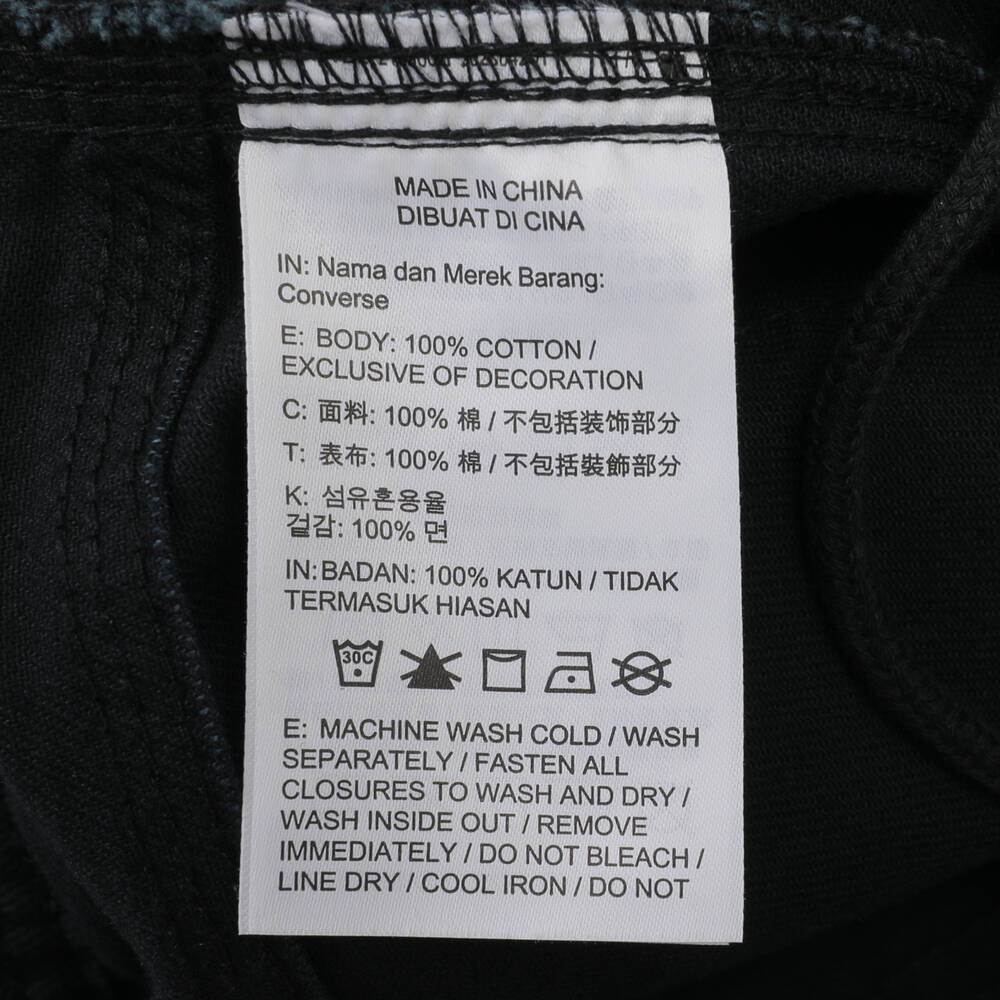 MADE IN CHINA
DIBUAT DI CINA
IN: Nama dan Merek Barang:
Converse
E: BODY: 100% COTTON /
EXCLUSIVE OF DECORATION
C: 面料: 100% 棉 / 不包括装饰部分
T: 表布: 100% 棉 / 不包括裝飾部分
K: 섬유혼용율
겉감: 100% 면
IN:BADAN: 100% KATUN / TIDAK
TERMASUK HIASAN
30C
E: MACHINE WASH COLD / WASH
SEPARATELY / FASTEN ALL
CLOSURES TO WASH AND DRY /
WASH INSIDE OUT / REMOVE
IMMEDIATELY / DO NOT BLEACH /
LINE DRY / COOL IRON / DO NOT